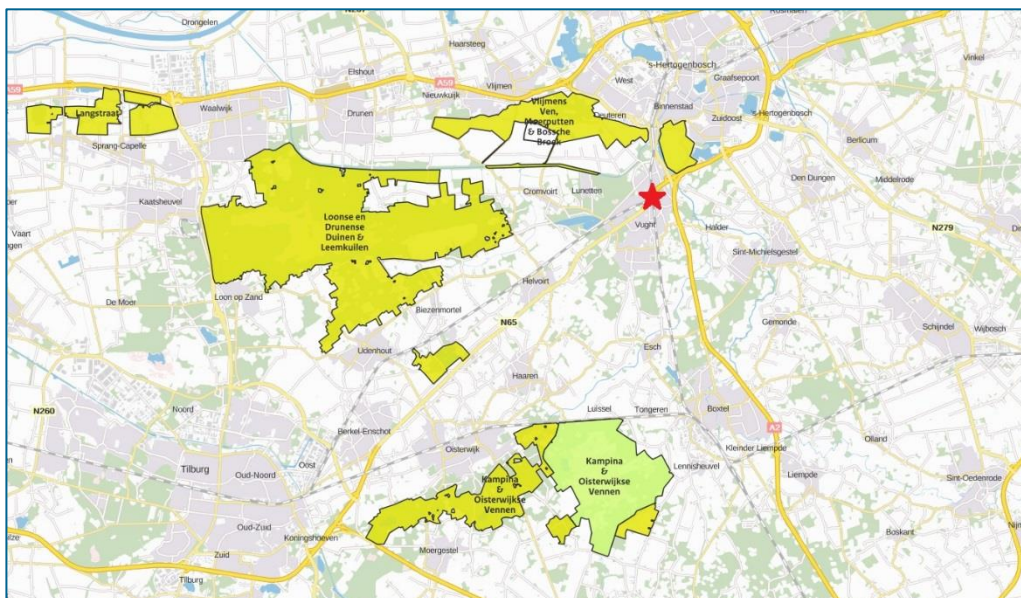 Drongelen
Haarsteeg
Rosmalen
Vinkel
's-Hertogenbosch
Elshout
A59
Vlijmen
West
Graafsepoort
A59
Nieuwkuijk
Binnenstad
Langstraat
Waalwijk
Drunen
Vlijmens
Ven,
Moerputten
& Bossche
Broek
Deuteren
Zuidoost
's-Hertogenbosch
Sprang-Capelle
Berlicum
Den Dungen
Middelrode
Cromvoirt
Lunetten
Kaatsheuvel
Loonse en
Drunense
Duinen &
Leemkuilen
Vught
Halder
N279
Vaart
Sint-Michielsgestel
Helvoirt
De Moer
Loon op Zand
Biezenmortel
N65
Gemonde
Schijndel
Wijbosch
Udenhout
Esch
Haaren
N260
Noord
Luissel
Tongeren
Boxtel
A2
Olland
Berkel-Enschot
Oisterwijk
Kleinder Liempde
Tilburg
Oud-Noord
Oost
Kampina
&
Oisterwijkse
Vennen
Kampina
&
Oisterwijkse
Vennen
Lennisheuvel
Liempde
Sint-Oedenrode
Oud-Zuid
Koningshoeven
Moergestel
Boskant
Zuid
Tilburg